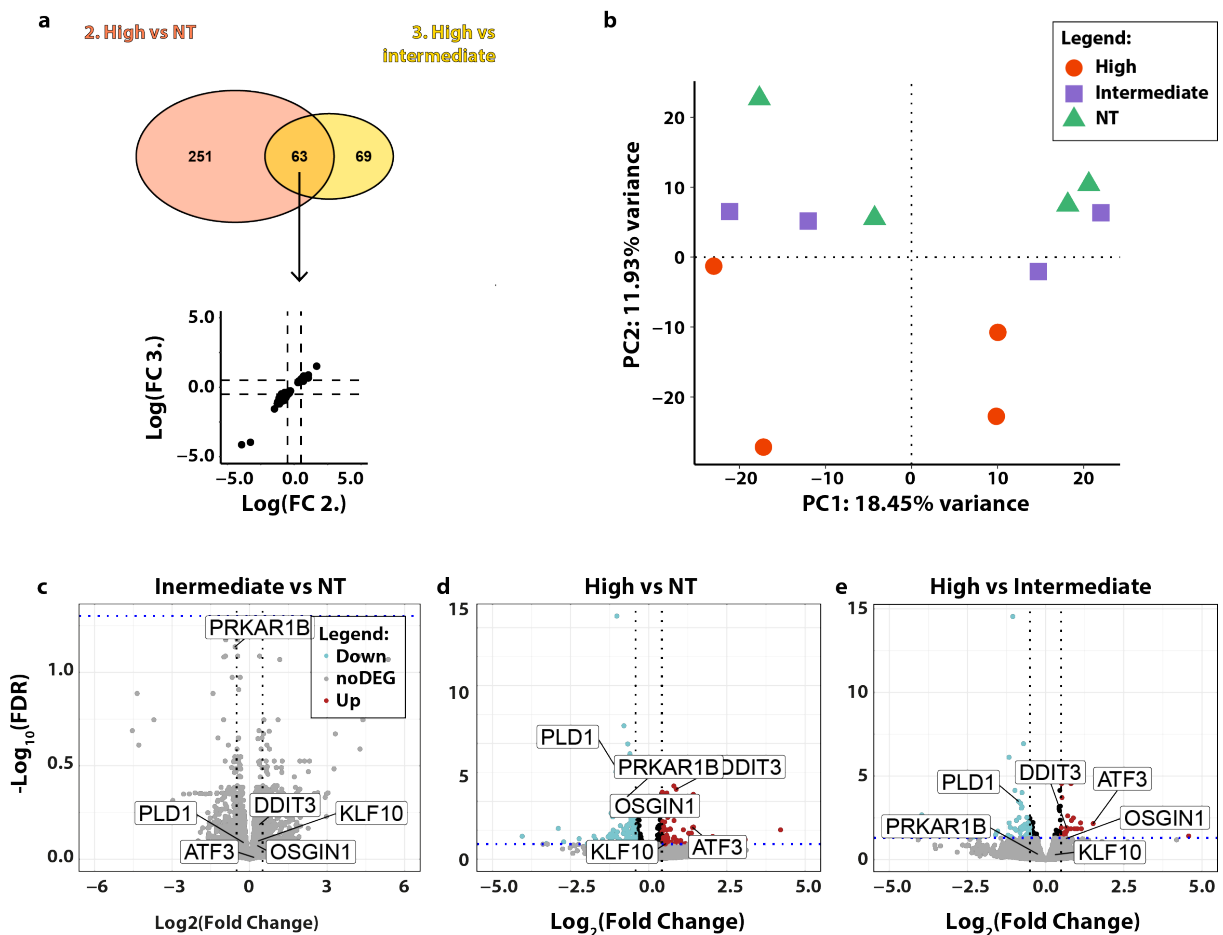 a
2. High vs NT
3. High vs
intermediate
251
63
69
5.0
0.0
−5.0
Log(FC 3.)
−5.0
0.0
5.0
Log(FC 2.)
b
Legend:
High
Intermediate
NT
20
10
0
−10
−20
PC2: 11.93% variance
−20
−10
0
10
20
PC1: 18.45% variance
c
Inermediate vs NT
PRKAR1B
Legend:
Down
noDEG
Up
1.0
0.5
0.0
-Log10(FDR)
PLD1
DDIT3
KLF10
ATF3
OSGIN1
−6
−3
0
3
6
Log2(Fold Change)
d
High vs NT
15
10
5
0
PLD1
PRKAR1B
DDIT3
OSGIN1
KLF10
ATF3
−5.0
−2.5
0.0
2.5
5.0
Log2(Fold Change)
e
High vs Intermediate
15
10
5
0
PLD1
DDIT3
ATF3
PRKAR1B
OSGIN1
KLF10
−5.0
−2.5
0.0
2.5
5.0
Log2(Fold Change)